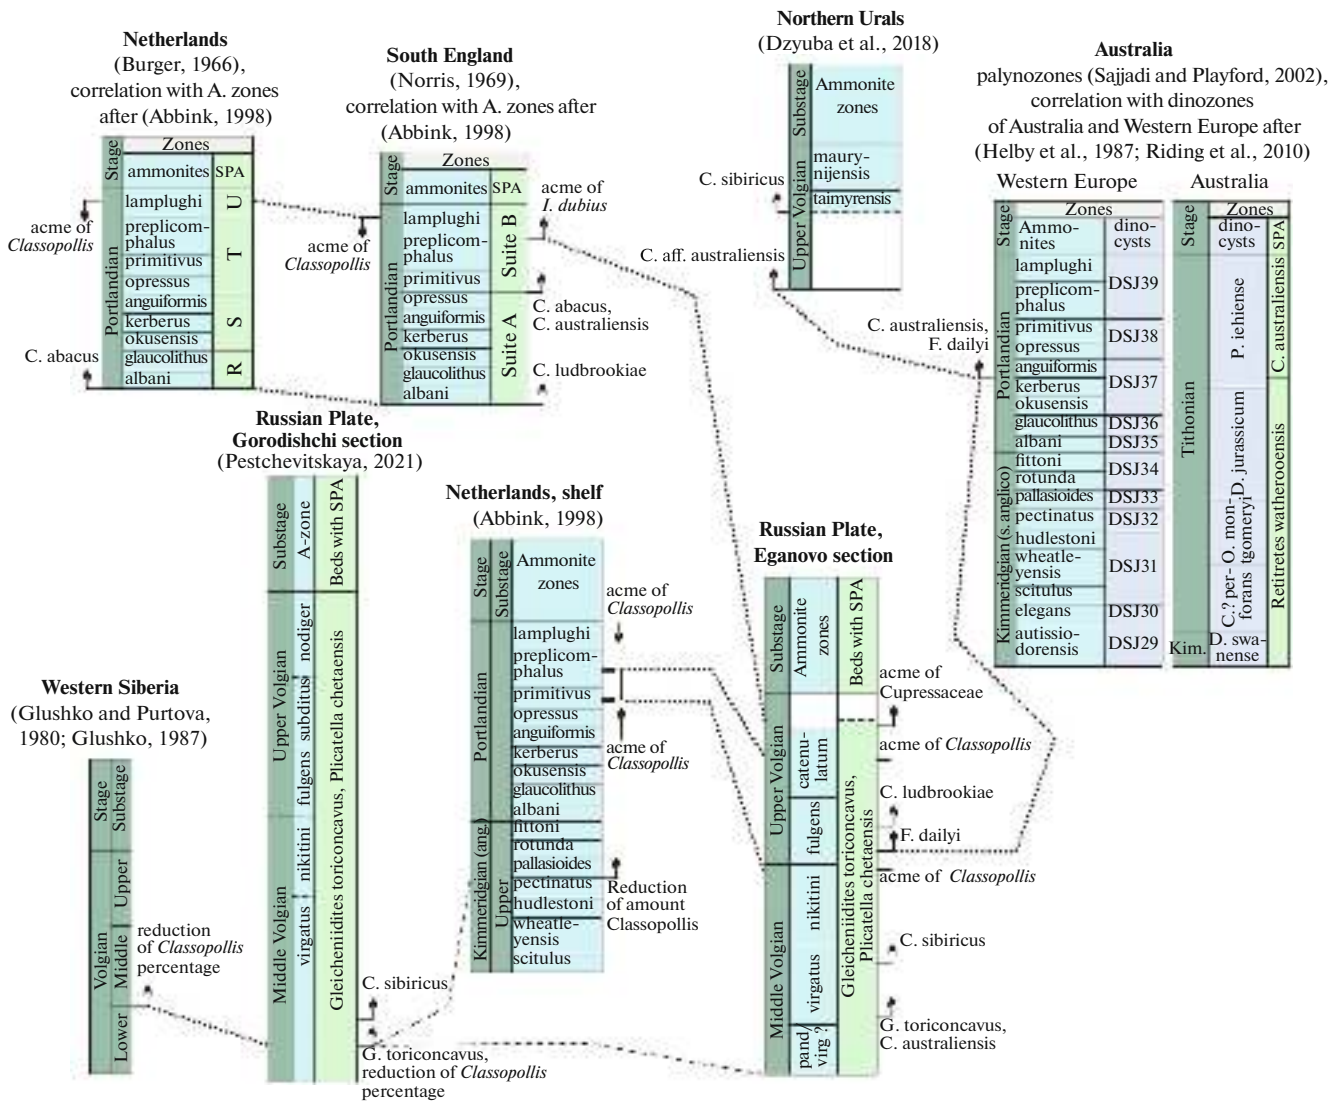 Netherlands
(Burger, 1966),
correlation with A. zones
after (Abbink, 1998)
Stage
Zones
ammonites
SPA
Portlandian
lamplughi
preplicom-
phalus
primitivus
opressus
anguiformis
kerberus
okusensis
glaucolithus
albani
U
T
S
R
acme of
Classopollis
C. abacus
South England
(Norris, 1969),
correlation with A. zones after
(Abbink, 1998)
Stage
Zones
ammonites
SPA
Portlandian
lamplughi
preplicom-
phalus
primitivus
opressus
anguiformis
kerberus
okusensis
glaucolithus
albani
Suite B
Suite A
acme of
Classopollis
acme of
I. dubius
C. abacus,
C. australiensis
C. ludbrookiae
Northern Urals
(Dzyuba et al., 2018)
Substage
Ammonite
zones
Upper Volgian
maury-
nijensis
taimyrensis
C. sibiricus
C. aff. australiensis
Australia
palynozones (Sajjadi and Playford, 2002),
correlation with dinozones
of Australia and Western Europe after
(Helby et al., 1987; Riding et al., 2010)
Western Europe
Stage
Zones
Ammo-
nites
dino-
cysts
Portlandian
Kimmeridgian (s. anglico)
lamplughi
preplicom-
phalus
primitivus
opressus
anguiformis
kerberus
okusensis
glaucolithus
albani
fittoni
rotunda
pallasioides
pectinatus
hudlestoni
wheatle-
yensis
scitulus
elegans
autissio-
dorensis
DSJ39
DSJ38
DSJ37
DSJ36
DSJ35
DSJ34
DSJ33
DSJ32
DSJ31
DSJ30
DSJ29
C. australiensis,
F. dailyi
Australia
Stage
Zones
dino-
cysts
SPA
Tithonian
Kim.
P. iehiense
D. jurassicum
O. mon-
tgomeryi
C.? per-
forans
D. swa-
nense
C. australiensis
Retitretes watherooensis
Russian Plate,
Gorodishchi section
(Pestchevitskaya, 2021)
Substage
A-zone
Beds with SPA
Upper Volgian
Middle Volgian
nodiger
subditus
fulgens
nikitini
virgatus
Gleicheniidites toriconcavus, Plicatella chetaensis
C. sibiricus
G. toriconcavus,
reduction of Classopollis
percentage
Netherlands, shelf
(Abbink, 1998)
Stage
Substage
Ammonite
zones
Portlandian
Kimmeridgian (ang.)
Upper
lamplughi
preplicom-
phalus
primitivus
opressus
anguiformis
kerberus
okusensis
glaucolithus
albani
fittoni
rotunda
pallasioides
pectinatus
hudlestoni
wheatle-
yensis
scitulus
acme of
Classopollis
acme of
Classopollis
Reduction
of amount
Classopollis
Russian Plate,
Eganovo section
Substage
Ammonite
zones
Beds with SPA
Upper Volgian
Middle Volgian
catenu-
latum
fulgens
nikitini
virgatus
pand/
virg ?
Gleicheniidites toriconcavus,
Plicatella chetaensis
acme of
Cupressaceae
acme of Classopollis
C. ludbrookiae
F. dailyi
acme of Classopollis
C. sibiricus
G. toriconcavus,
C. australiensis
Western Siberia
(Glushko and Purtova,
1980; Glushko, 1987)
Stage
Substage
Volgian
Upper
Middle
Lower
reduction
of Classopollis
percentage